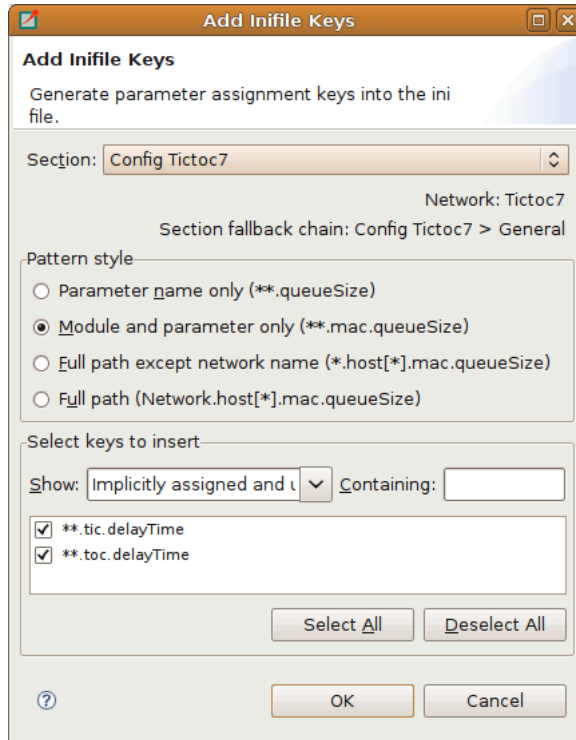 Add Inifile Keys
Add Inifile Keys
Generate parameter assignment keys into the ini
file.
Section: Config Tictoc7
Network: Tictoc7
Section fallback chain: Config Tictoc7 > General
Pattern style
Parameter name only (**.queueSize)
Module and parameter only (**.mac.queueSize)
Full path except network name (*.host[*].mac.queueSize)
Full path (Network.host[*].mac.queueSize)
Select keys to insert
Show: Implicitly assigned and Containing:
**.tic.delayTime
**.toc.delayTime
Select All Deselect All
? OK Cancel